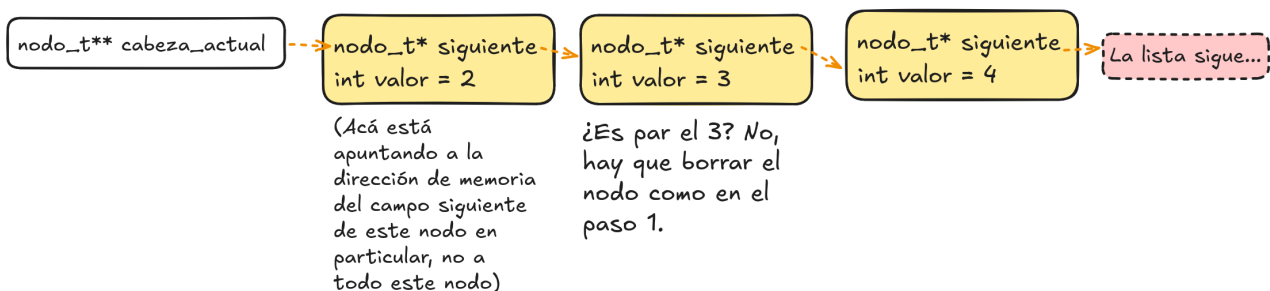 nodo_t** cabeza_actual
nodo_t* siguiente
int valor = 2
nodo_t* siguiente
int valor = 3
nodo_t* siguiente
int valor = 4
La lista sigue...
(Acá está
apuntando a la
dirección de memoria
del campo siguiente
de este nodo en
particular, no a
todo este nodo)
¿Es par el 3? No,
hay que borrar el
nodo como en el
paso 1.